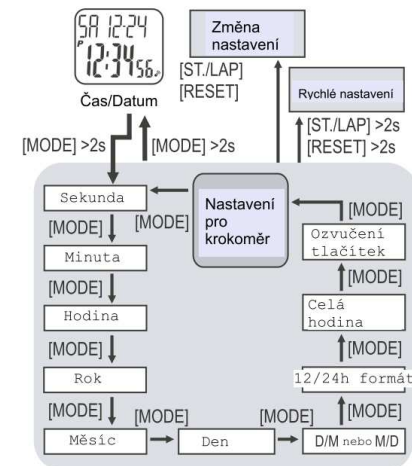 SA 12-24
P 12:34 56
Čas/Datum
Změna
nastavení
[ST./LAP]
[RESET]
Rychlé nastavení
[ST./LAP] >2s
[RESET] >2s
[MODE] >2s
[MODE] >2s
Sekunda
[MODE]
Minuta
[MODE]
Hodina
[MODE]
Rok
[MODE]
Měsíc
[MODE]
Den
[MODE]
D/M nebo M/D
[MODE]
12/24h formát
[MODE]
Celá
hodina
[MODE]
Ozvučení
tlačítek
[MODE]
Nastavení
pro
krokoměr
[MODE]